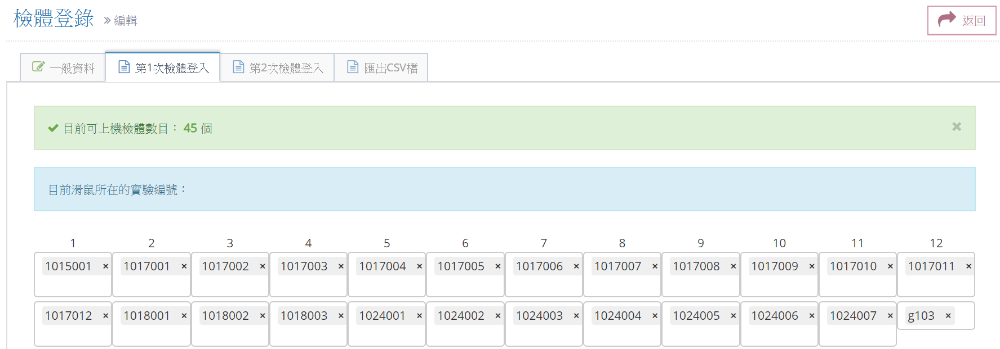 檢體登錄 » 編輯
返回
一般資料 第1次檢體登入 第2次檢體登入 匯出CSV檔
目前可上機檢體數目： 45 個 ×
目前滑鼠所在的實驗編號：
1 2 3 4 5 6 7 8 9 10 11 12
1015001 × 1017001 × 1017002 × 1017003 × 1017004 × 1017005 × 1017006 × 1017007 × 1017008 × 1017009 × 1017010 × 1017011 ×
1017012 × 1018001 × 1018002 × 1018003 × 1024001 × 1024002 × 1024003 × 1024004 × 1024005 × 1024006 × 1024007 × g103 ×